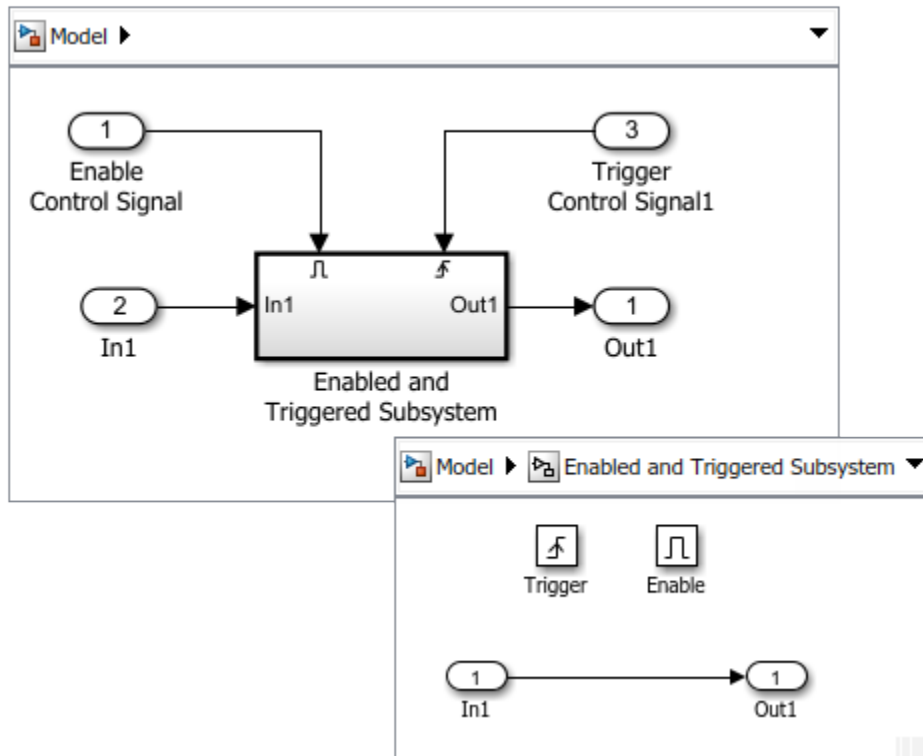 Model
1
3
Enable
Control Signal
Trigger
Control Signal1
2
In1
Out1
1
In1
Out1
Enabled and
Triggered Subsystem
Model Enabled and Triggered Subsystem
Trigger
Enable
1
1
In1
Out1